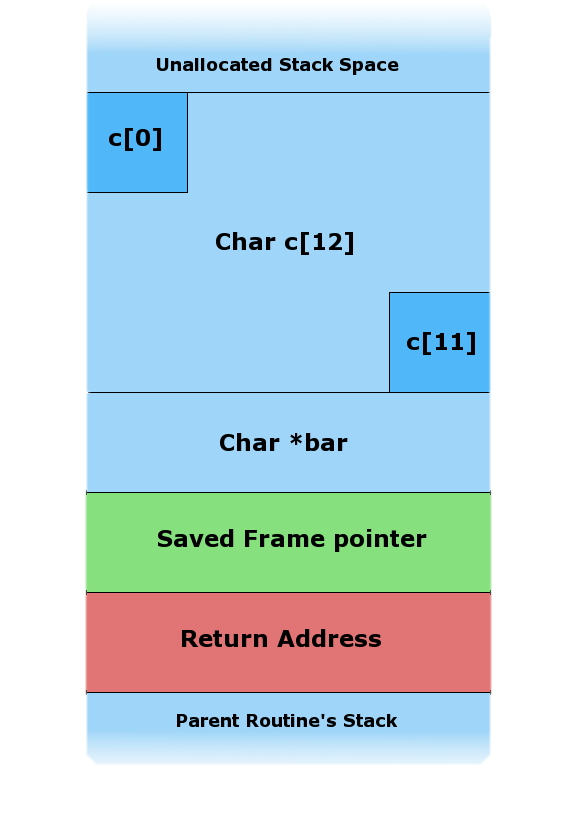 Unallocated Stack Space
c[0]
Char c[12]
c[11]
Char *bar
Saved Frame pointer
Return Address
Parent Routine's Stack